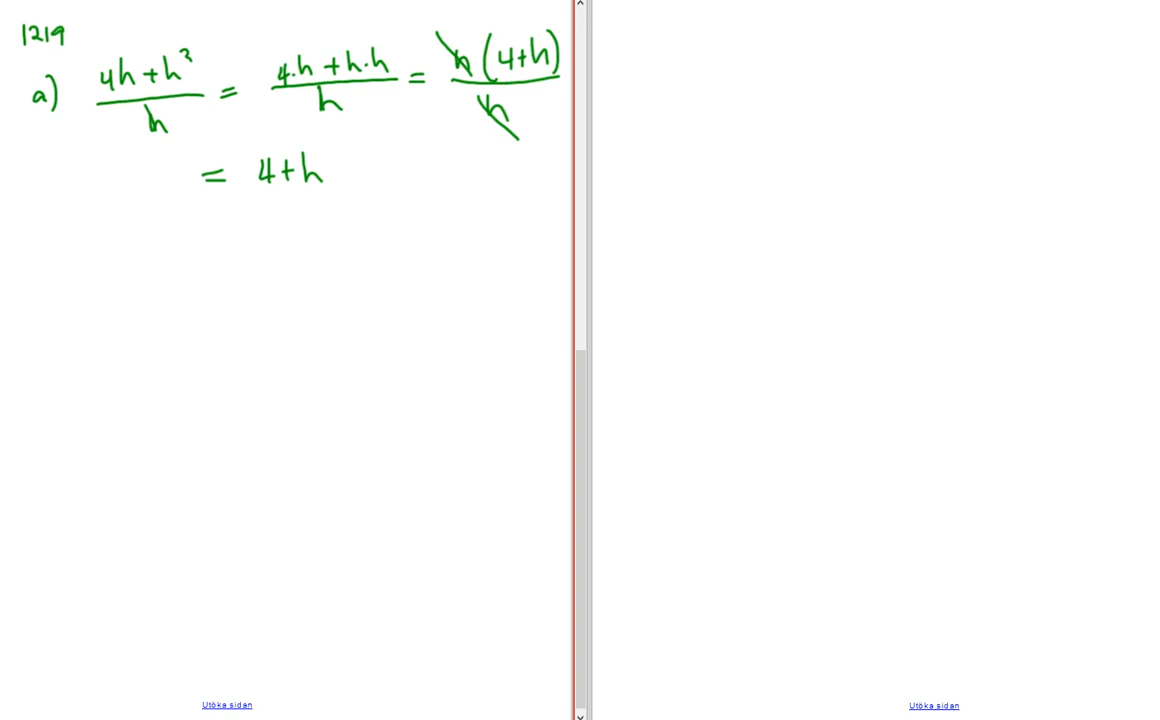 1219
a) (4h + h²)/h = (4·h + h·h)/h = h(4+h)/h
= 4+h
Utöka sidan Utöka sidan